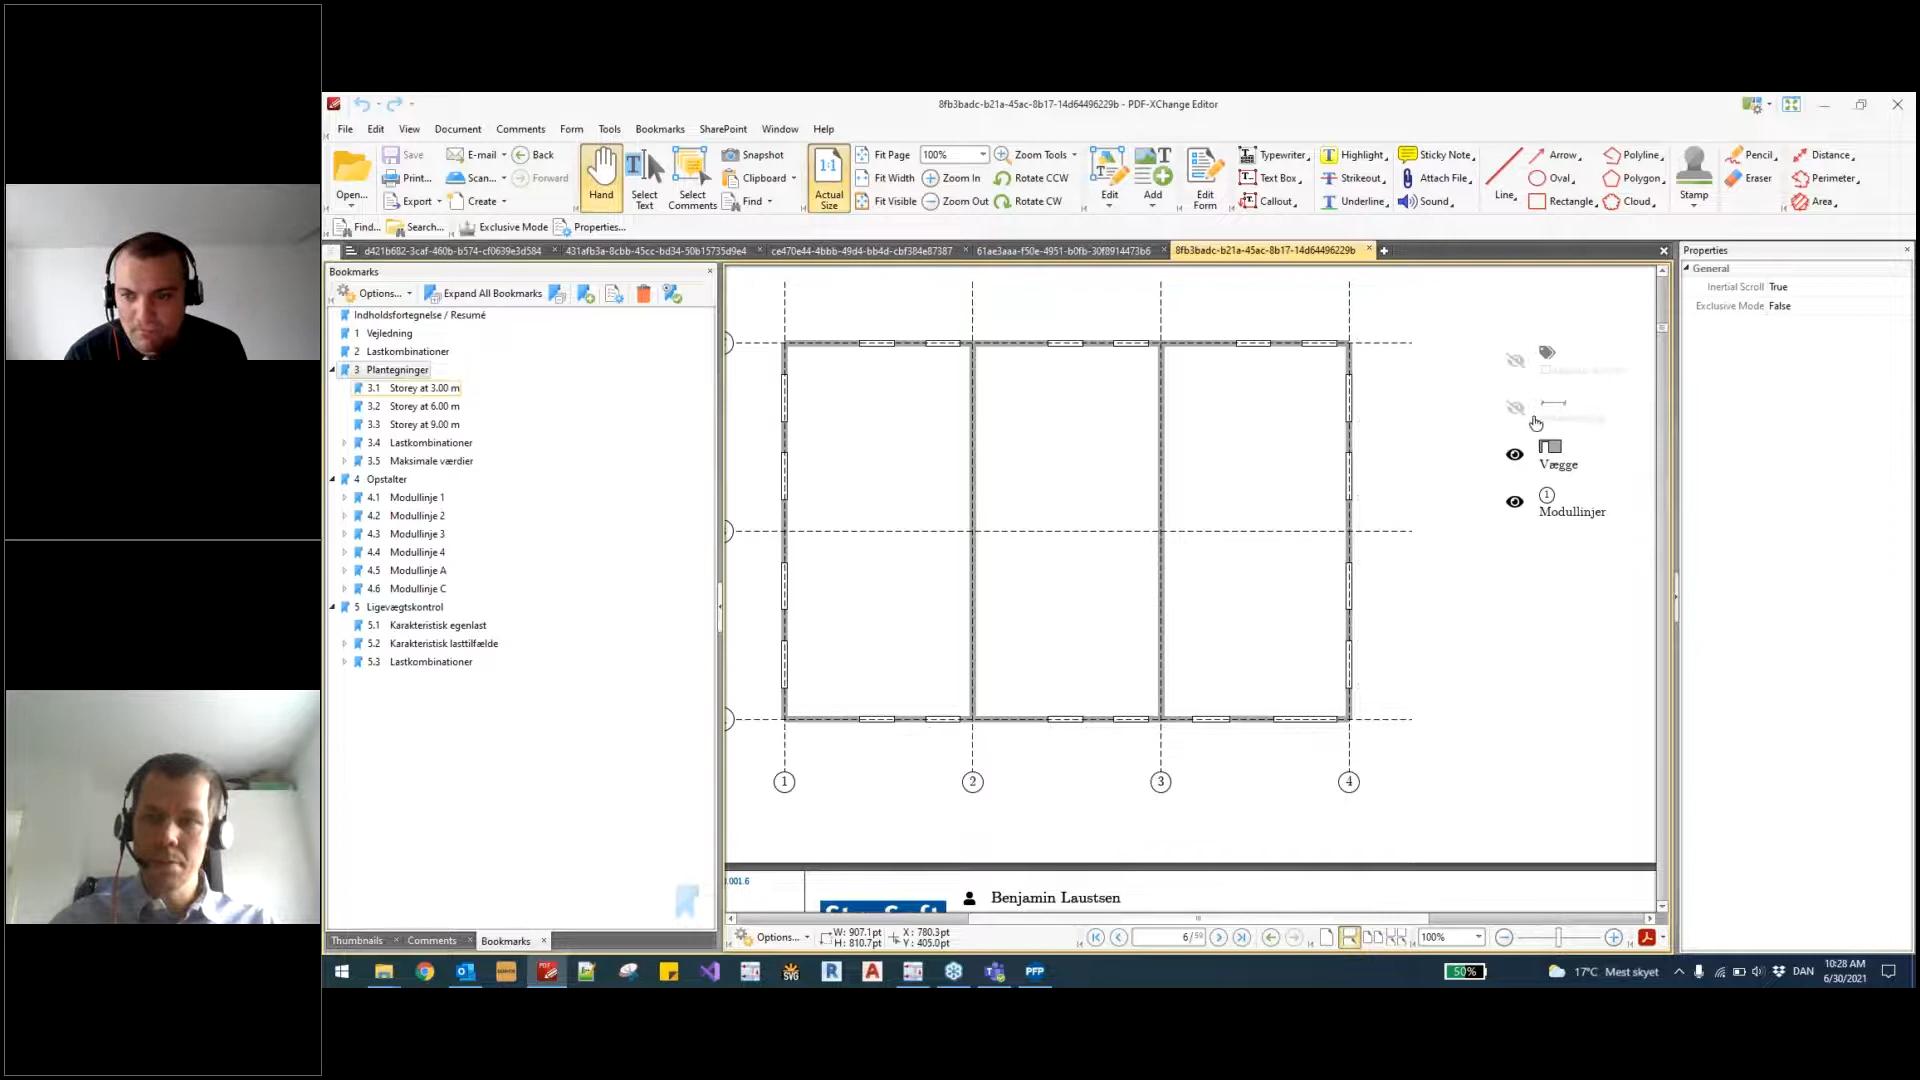 8fb3badc-b21a-45ac-8b17-14d64496229b - PDF-XChange Editor
File Edit View Document Comments Form Tools Bookmarks SharePoint Window Help
Open...
Save
Print...
Export
E-mail
Scan...
Create
Back
Forward
Hand
Select Text
Select Comments
Snapshot
Clipboard
Find
1:1
Actual Size
Fit Page
Fit Width
Fit Visible
100%
Zoom In
Zoom Out
Zoom Tools
Rotate CCW
Rotate CW
Edit
Add
Edit Form
Typewriter
Text Box
Callout
Highlight
Strikeout
Underline
Sticky Note
Attach File
Sound
Line
Arrow
Oval
Rectangle
Polyline
Polygon
Cloud
Stamp
Pencil
Eraser
Distance
Perimeter
Area
Find... Search... Exclusive Mode Properties...
d421b682-3caf-460b-b574-cf0639e3d584
431afb3a-8cbb-45cc-bd34-50b15735d9e4
ce470e44-4bbb-49d4-bb4d-cbf384e87387
61ae3aaa-f50e-4951-b0fb-30f8914473b6
8fb3badc-b21a-45ac-8b17-14d64496229b
Bookmarks
Options... Expand All Bookmarks
Indholdsfortegnelse / Resumé
1 Vejledning
2 Lastkombinationer
3 Plantegninger
3.1 Storey at 3.00 m
3.2 Storey at 6.00 m
3.3 Storey at 9.00 m
3.4 Lastkombinationer
3.5 Maksimale værdier
4 Opstalter
4.1 Modullinje 1
4.2 Modullinje 2
4.3 Modullinje 3
4.4 Modullinje 4
4.5 Modullinje A
4.6 Modullinje C
5 Ligevægtskontrol
5.1 Karakteristisk egenlast
5.2 Karakteristisk lasttilfælde
5.3 Lastkombinationer
Thumbnails Comments Bookmarks
Vægge
1
Modullinjer
1 2 3 4
.001.6
Benjamin Laustsen
Options...
W: 907.1pt
H: 810.7pt
X: 780.3pt
Y: 405.0pt
6/59
100%
Properties
General
Inertial Scroll True
Exclusive Mode False
PDF
SVG
R
A
PFP
50%
17°C Mest skyet
DAN
10:28 AM
6/30/2021